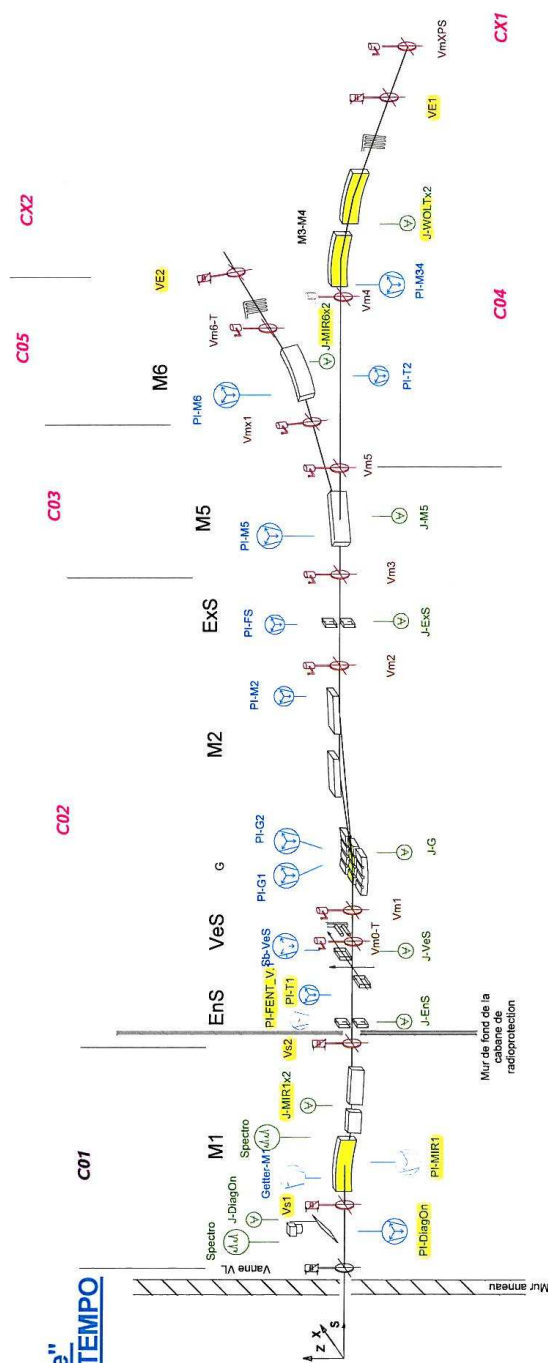 e"
TEMPO
C01
C02
C03
C05
CX2
CX1
C04
M1
EnS
VeS
G
M2
ExS
M5
M6
M3-M4
Z
X
S
Mur anneau
Vanne VL
Spectro
J-DiagOn
Vs1
PI-DiagOn
Getter-M1
Spectro
PI-MIR1
J-MIR1x2
Vs2
Mur de fond de la
cabane de
radioprotection
PI-FENT_V.1
PI-T1
J-EnS
Sb-VeS
Vm0-T
J-VeS
Vm1
PI-G1
PI-G2
J-G
PI-M2
Vm2
PI-FS
J-ExS
Vm3
PI-M5
J-M5
Vm5
Vmx1
PI-M6
J-MIR6x2
Vm6-T
VE2
PI-T2
Vm4
PI-M34
J-WOLTx2
VE1
VmXPS